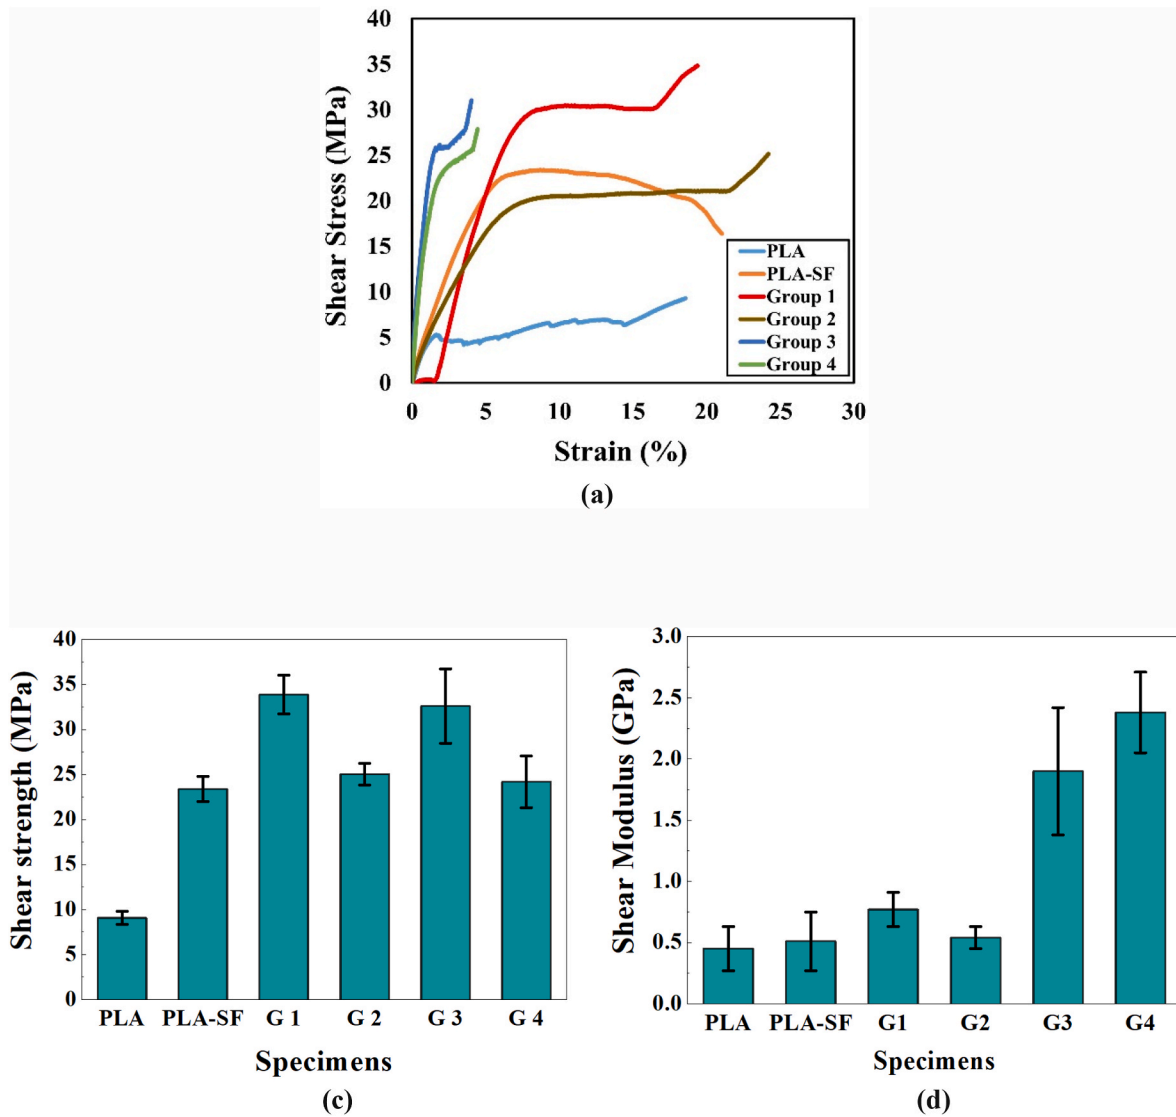 40
35
30
25
20
15
10
5
0
Shear Stress (MPa)
PLA
PLA-SF
Group 1
Group 2
Group 3
Group 4
0 5 10 15 20 25 30
Strain (%)
(a)
40
35
30
25
20
15
10
5
0
Shear strength (MPa)
PLA PLA-SF G 1 G 2 G 3 G 4
Specimens
(c)
3.0
2.5
2.0
1.5
1.0
0.5
0.0
Shear Modulus (GPa)
PLA PLA-SF G1 G2 G3 G4
Specimens
(d)